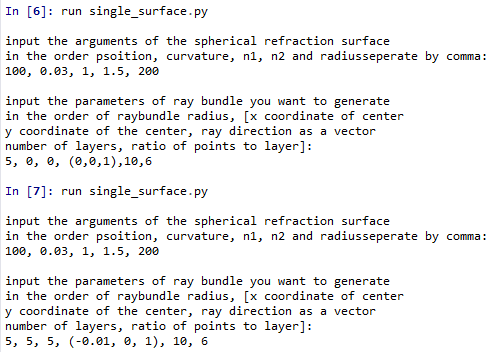 In [6]: run single_surface.py
input the arguments of the spherical refraction surface
in the order psoition, curvature, n1, n2 and radiusseperate by comma:
100, 0.03, 1, 1.5, 200
input the parameters of ray bundle you want to generate
in the order of raybundle radius, [x coordinate of center
y coordinate of the center, ray direction as a vector
number of layers, ratio of points to layer]:
5, 0, 0, (0,0,1),10,6
In [7]: run single_surface.py
input the arguments of the spherical refraction surface
in the order psoition, curvature, n1, n2 and radiusseperate by comma:
100, 0.03, 1, 1.5, 200
input the parameters of ray bundle you want to generate
in the order of raybundle radius, [x coordinate of center
y coordinate of the center, ray direction as a vector
number of layers, ratio of points to layer]:
5, 5, 5, (-0.01, 0, 1), 10, 6